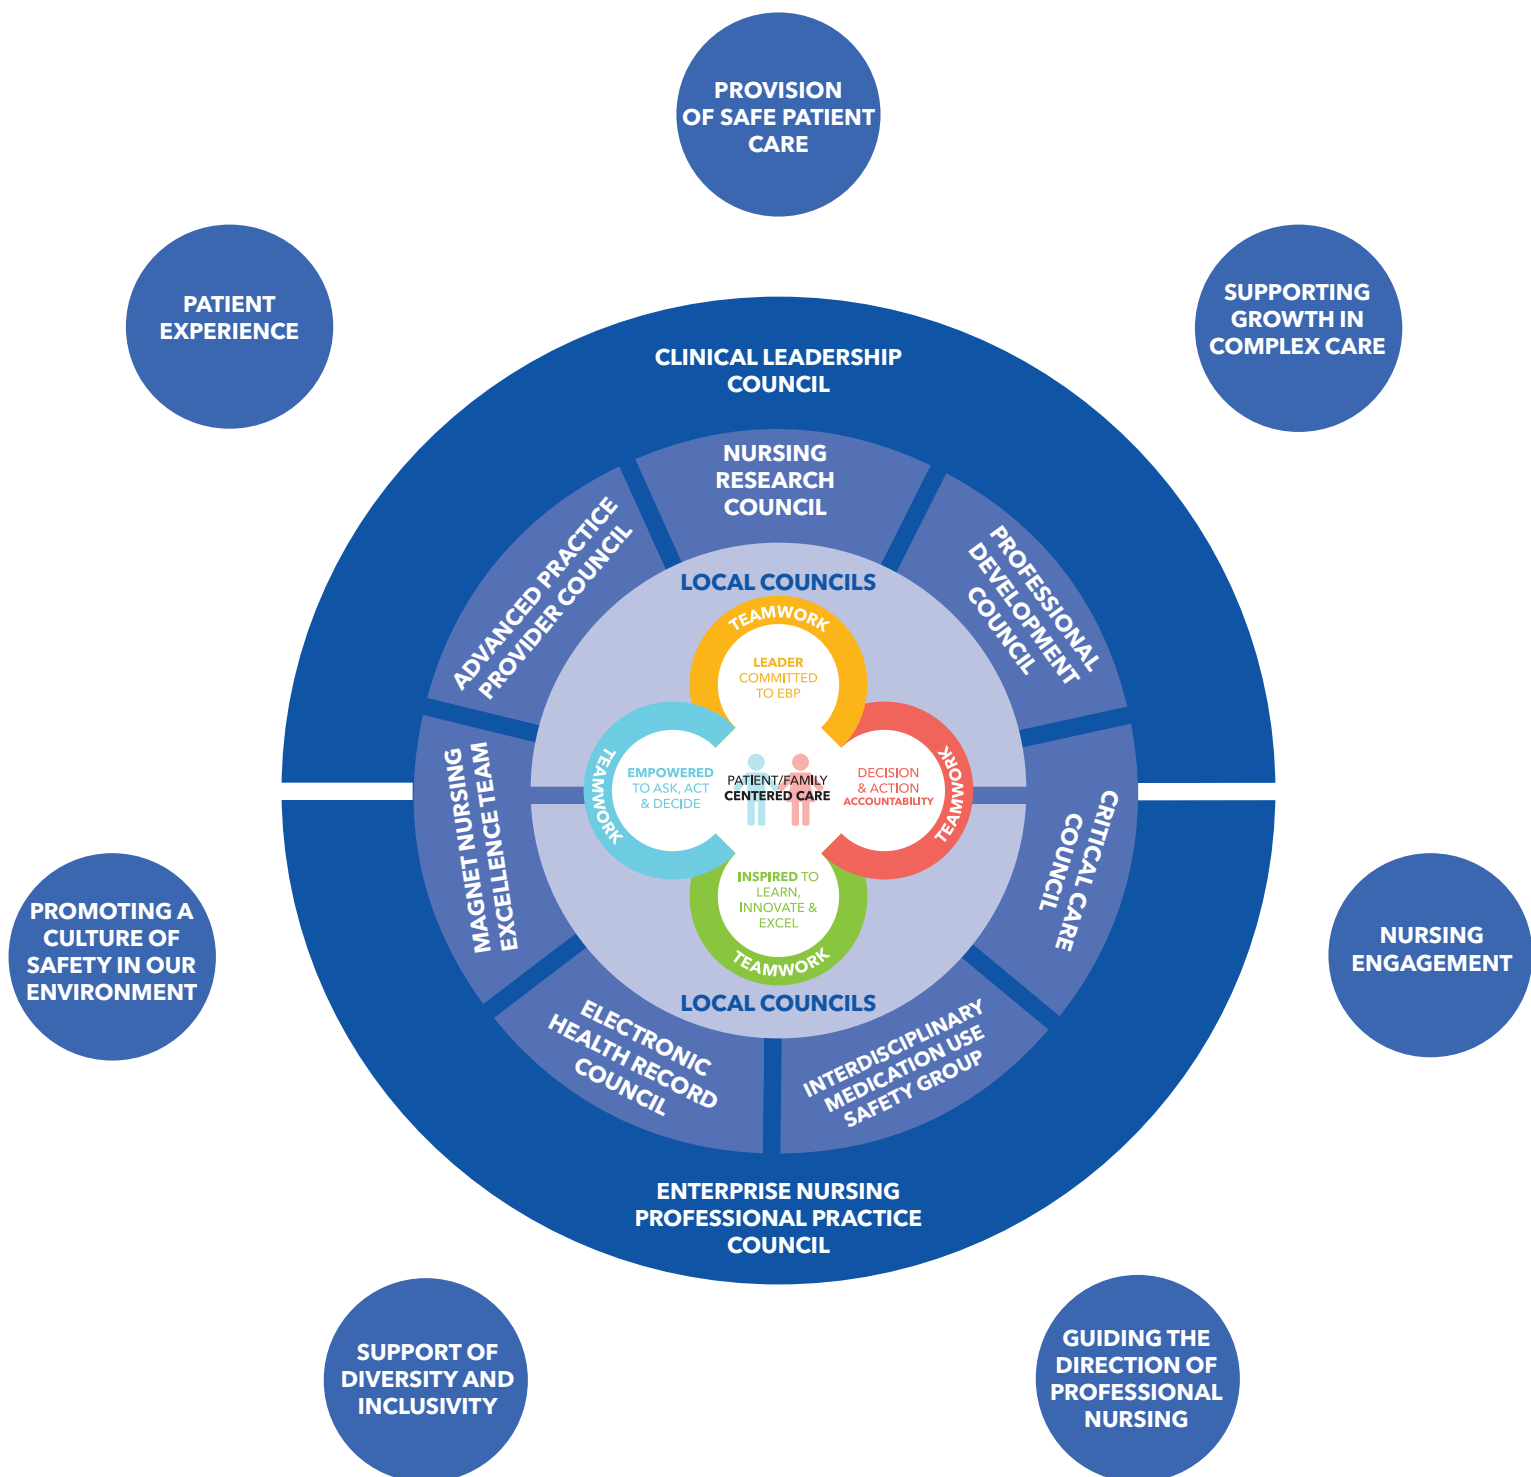 PROVISION
OF SAFE PATIENT
CARE
PATIENT
EXPERIENCE
SUPPORTING
GROWTH IN
COMPLEX CARE
CLINICAL LEADERSHIP
COUNCIL
NURSING
RESEARCH
COUNCIL
ADVANCED PRACTICE
PROVIDER COUNCIL
PROFESSIONAL
DEVELOPMENT
COUNCIL
LOCAL COUNCILS
TEAMWORK
LEADER
COMMITTED
TO EBP
TEAMWORK
EMPOWERED
TO ASK, ACT
& DECIDE
PATIENT/FAMILY
CENTERED CARE
DECISION
& ACTION
ACCOUNTABILITY
TEAMWORK
INSPIRED TO
LEARN,
INNOVATE &
EXCEL
TEAMWORK
LOCAL COUNCILS
MAGNET NURSING
EXCELLENCE TEAM
CRITICAL CARE
COUNCIL
ELECTRONIC
HEALTH RECORD
COUNCIL
INTERDISCIPLINARY
MEDICATION USE
SAFETY GROUP
ENTERPRISE NURSING
PROFESSIONAL PRACTICE
COUNCIL
PROMOTING A
CULTURE OF
SAFETY IN OUR
ENVIRONMENT
NURSING
ENGAGEMENT
SUPPORT OF
DIVERSITY AND
INCLUSIVITY
GUIDING THE
DIRECTION OF
PROFESSIONAL
NURSING